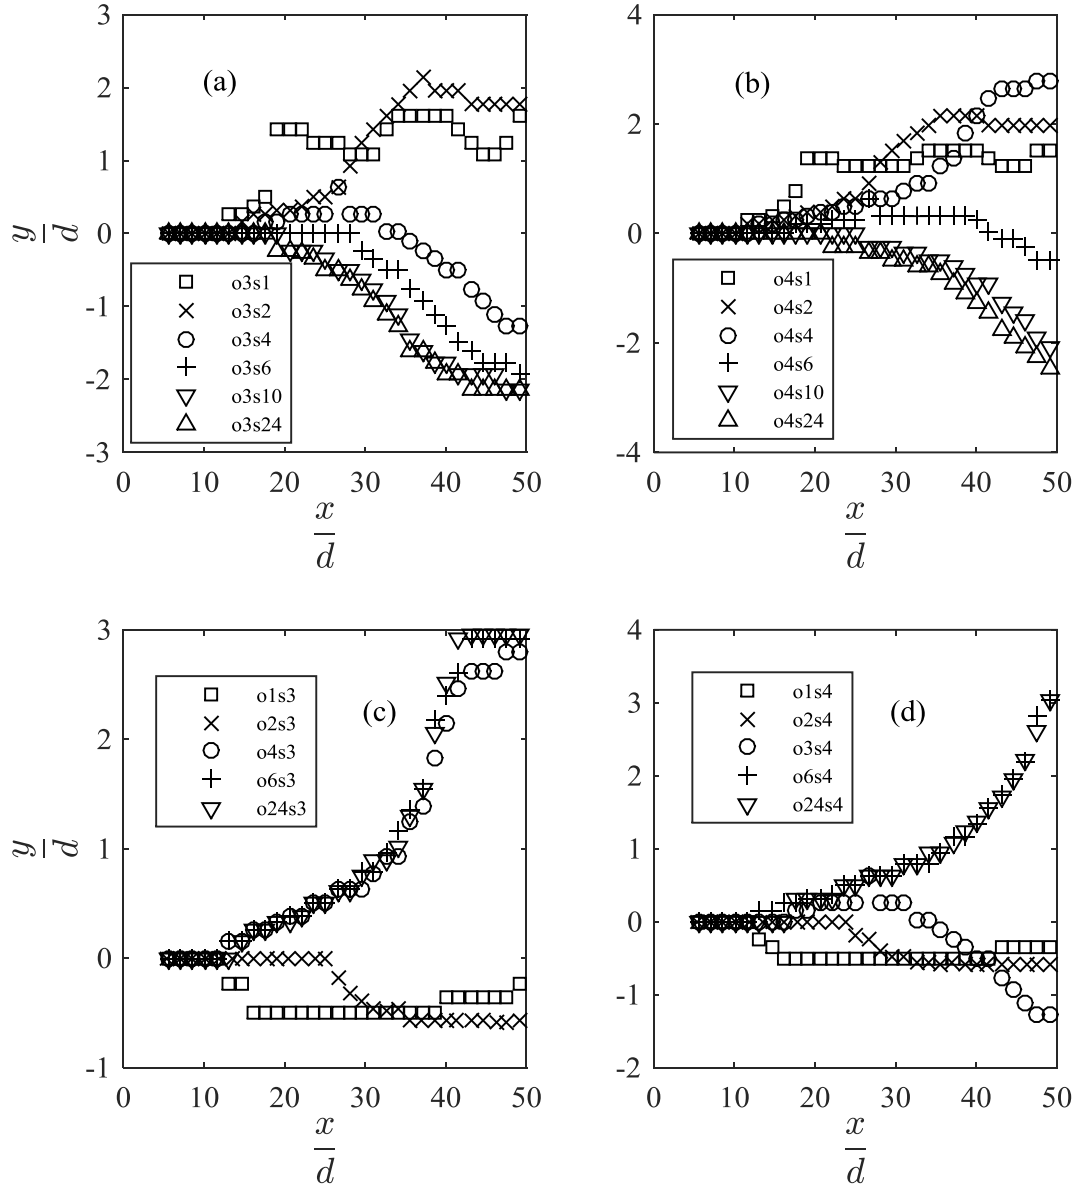 3
2
1
0
-1
-2
-3
y
d
(a)
o3s1
o3s2
o3s4
o3s6
o3s10
o3s24
0 10 20 30 40 50
x
d
4
2
0
-2
-4
(b)
o4s1
o4s2
o4s4
o4s6
o4s10
o4s24
0 10 20 30 40 50
x
d
3
2
1
0
-1
y
d
(c)
o1s3
o2s3
o4s3
o6s3
o24s3
0 10 20 30 40 50
x
d
4
3
2
1
0
-1
-2
(d)
o1s4
o2s4
o3s4
o6s4
o24s4
0 10 20 30 40 50
x
d